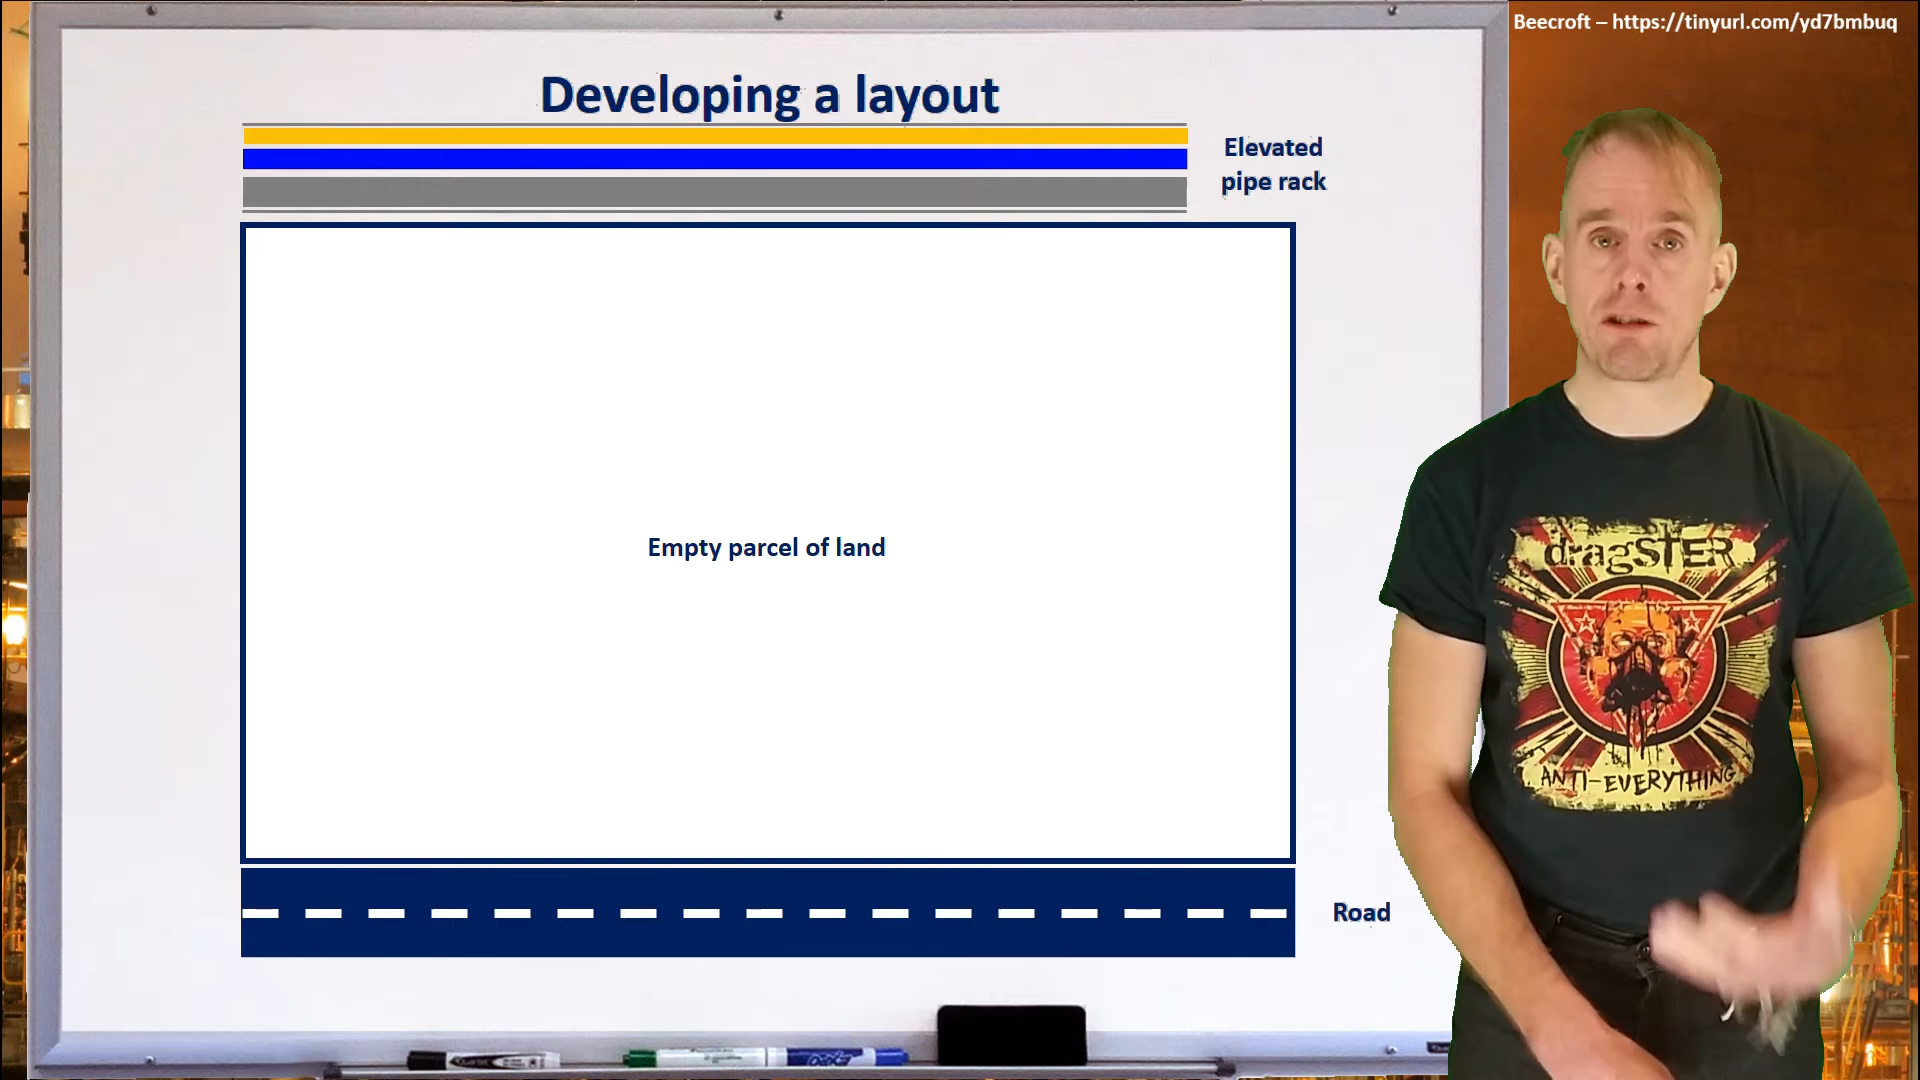 Beecroft – https://tinyurl.com/yd7bmbuq
Developing a layout
Elevated
pipe rack
Empty parcel of land
Road
dragSTER
ANTI-EVERYTHING